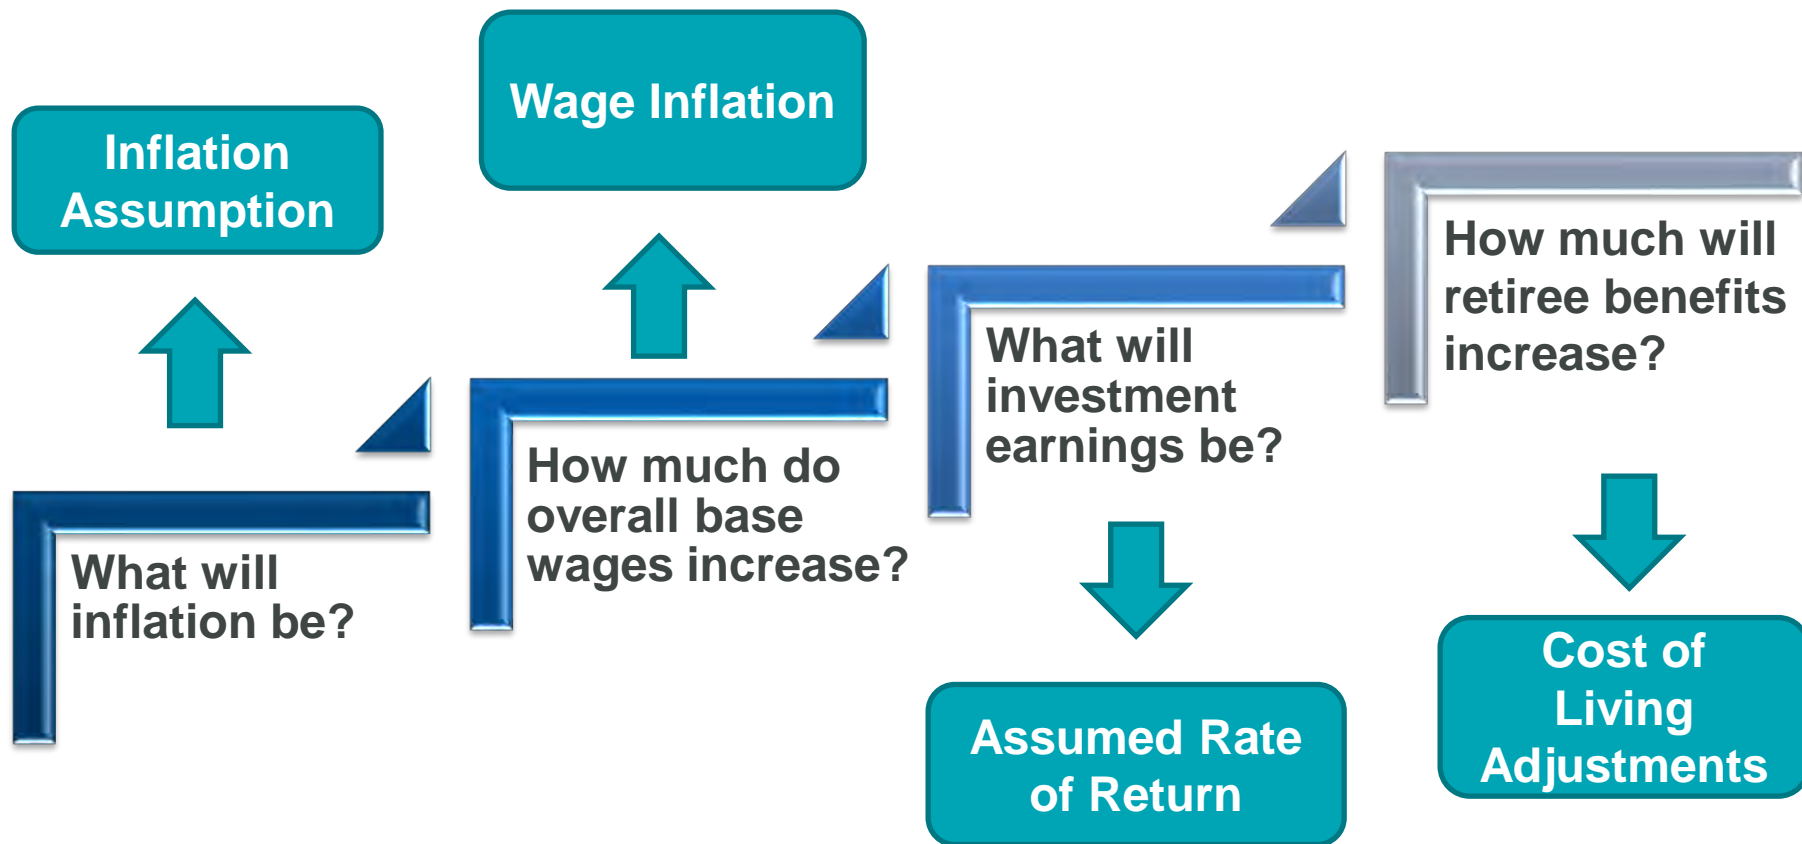 Inflation
Assumption
What will
inflation be?
Wage Inflation
How much do
overall base
wages increase?
What will
investment
earnings be?
Assumed Rate
of Return
How much will
retiree benefits
increase?
Cost of
Living
Adjustments